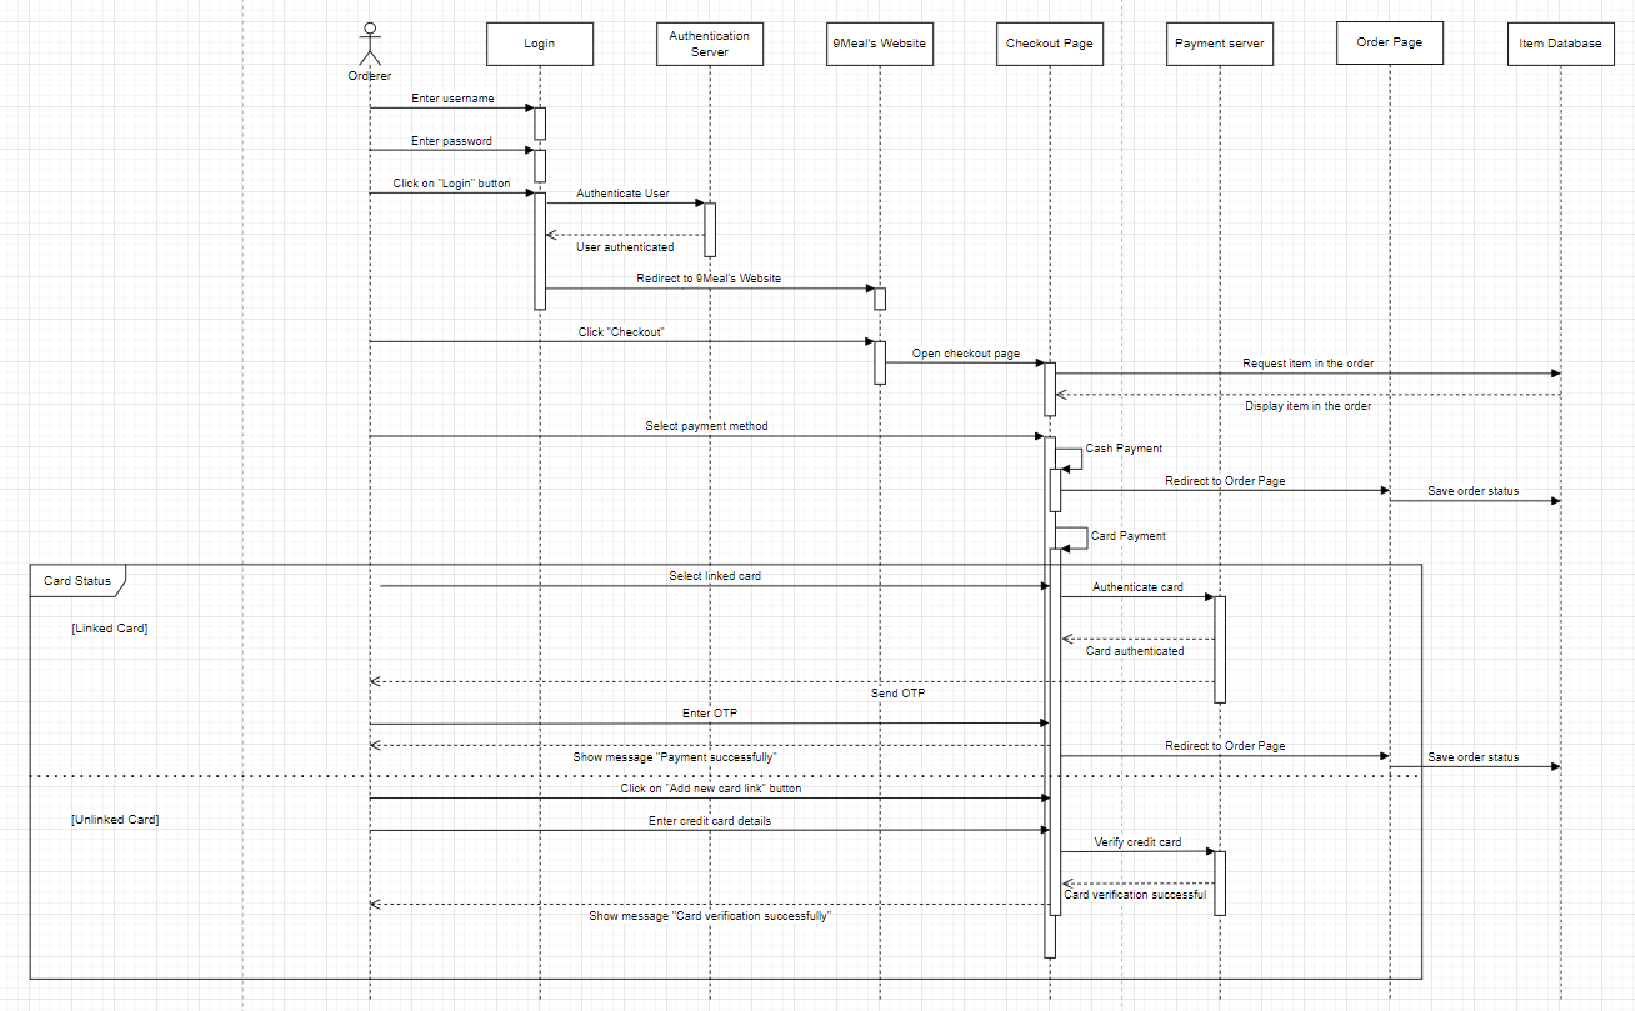 Orderer
Login
Authentication
Server
9Meal's Website
Checkout Page
Payment server
Order Page
Item Database
Enter username
Enter password
Click on "Login" button
Authenticate User
User authenticated
Redirect to 9Meal's Website
Click "Checkout"
Open checkout page
Request item in the order
Display item in the order
Select payment method
Cash Payment
Redirect to Order Page
Save order status
Card Payment
Card Status
Select linked card
Authenticate card
[Linked Card]
Card authenticated
Send OTP
Enter OTP
Redirect to Order Page
Show message "Payment successfully"
Save order status
Click on "Add new card link" button
[Unlinked Card]
Enter credit card details
Verify credit card
Card verification successful
Show message "Card verification successfully"